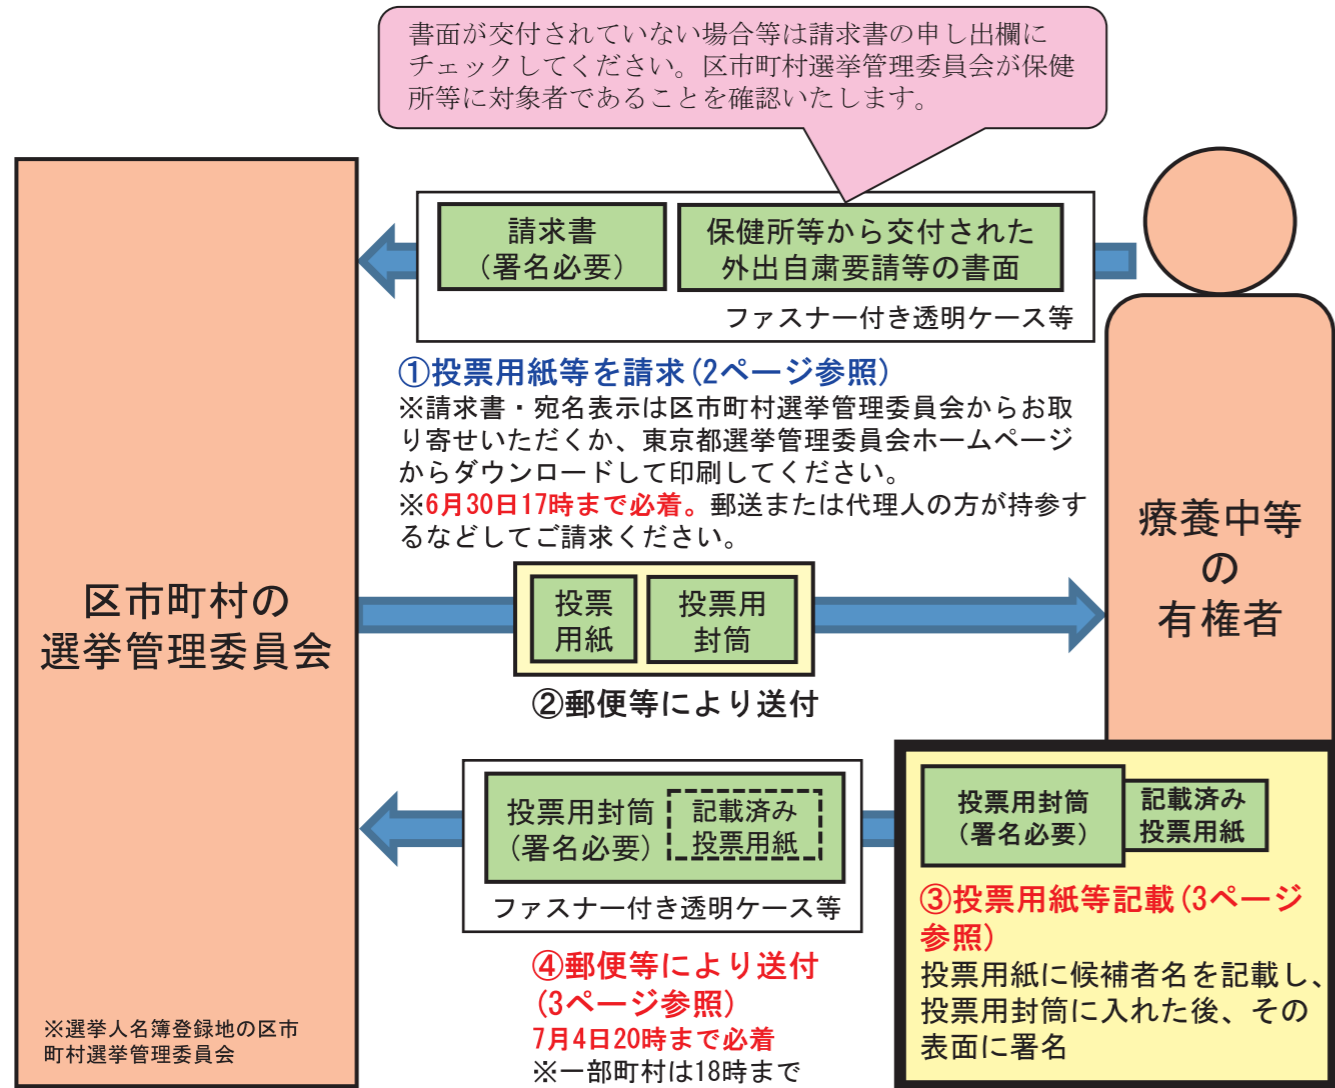 書面が交付されていない場合等は請求書の申し出欄に
チェックしてください。区市町村選挙管理委員会が保健
所等に対象者であることを確認いたします。
請求書
（署名必要）
保健所等から交付された
外出自粛要請等の書面
ファスナー付き透明ケース等
①投票用紙等を請求(2ページ参照)
※請求書・宛名表示は区市町村選挙管理委員会からお取
り寄せいただくか、東京都選挙管理委員会ホームページ
からダウンロードして印刷してください。
※6月30日17時まで必着。郵送または代理人の方が持参す
るなどしてご請求ください。
区市町村の
選挙管理委員会
療養中等
の
有権者
投票
用紙
投票用
封筒
②郵便等により送付
投票用封筒
（署名必要）
記載済み
投票用紙
ファスナー付き透明ケース等
④郵便等により送付
(3ページ参照)
7月4日20時まで必着
※一部町村は18時まで
投票用封筒
（署名必要）
記載済み
投票用紙
③投票用紙等記載(3ページ
参照)
投票用紙に候補者名を記載し、
投票用封筒に入れた後、その
表面に署名
※選挙人名簿登録地の区市
町村選挙管理委員会